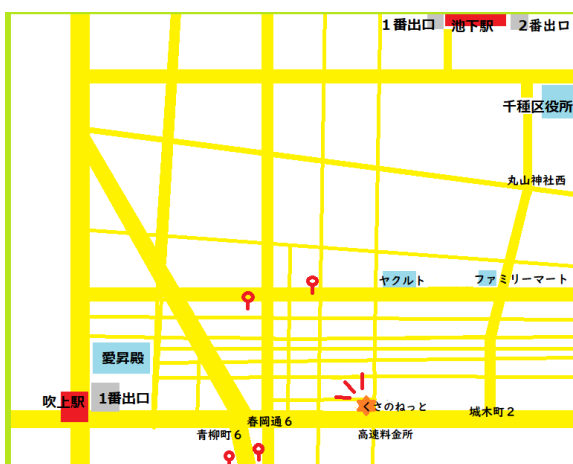 1番出口
池下駅
2番出口
千種区役所
丸山神社西
ヤクルト
ファミリーマート
愛昇殿
吹上駅
1番出口
くさのねっと
城木町2
春岡通6
青柳町6
高速料金所